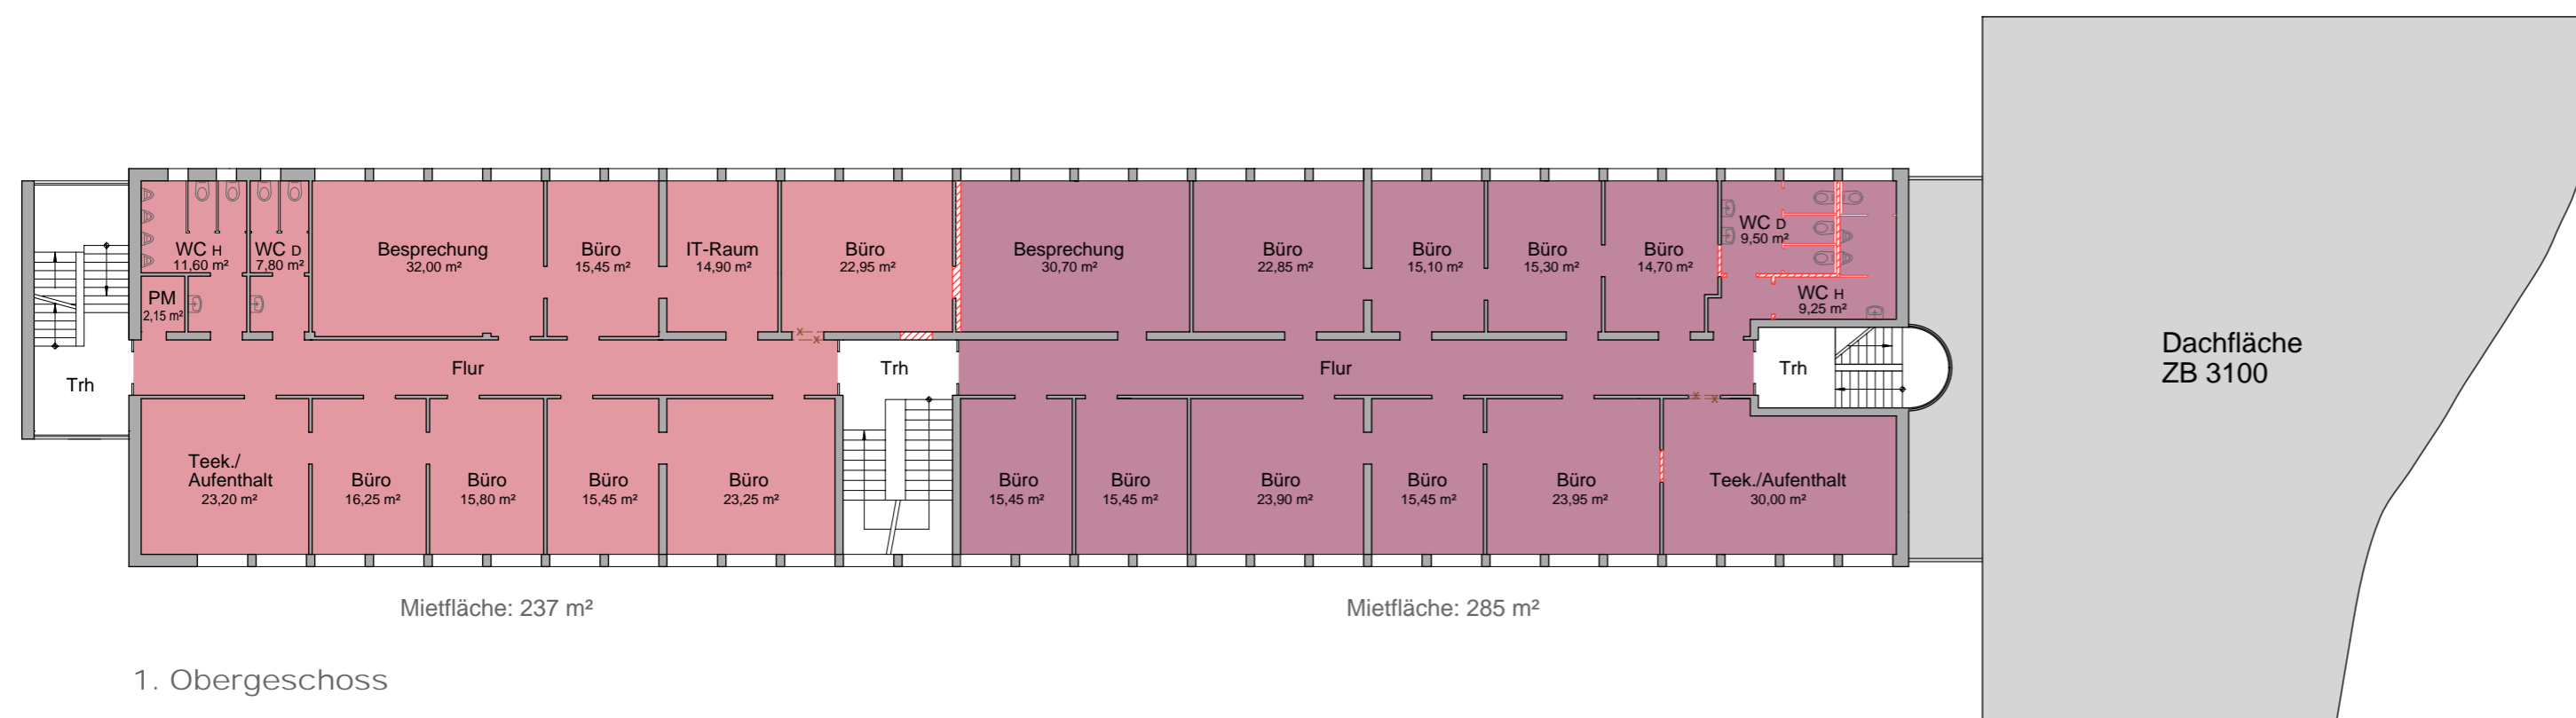 WC H
11,60 m²
WC D
7,80 m²
PM
2,15 m²
Besprechung
32,00 m²
Büro
15,45 m²
IT-Raum
14,90 m²
Büro
22,95 m²
Besprechung
30,70 m²
Büro
22,85 m²
Büro
15,10 m²
Büro
15,30 m²
Büro
14,70 m²
WC D
9,50 m²
WC H
9,25 m²
Trh
Flur
Trh
Flur
Trh
Dachfläche
ZB 3100
Teek./
Aufenthalt
23,20 m²
Büro
16,25 m²
Büro
15,80 m²
Büro
15,45 m²
Büro
23,25 m²
Büro
15,45 m²
Büro
15,45 m²
Büro
23,90 m²
Büro
15,45 m²
Büro
23,95 m²
Teek./Aufenthalt
30,00 m²
Mietfläche: 237 m²
Mietfläche: 285 m²
1. Obergeschoss